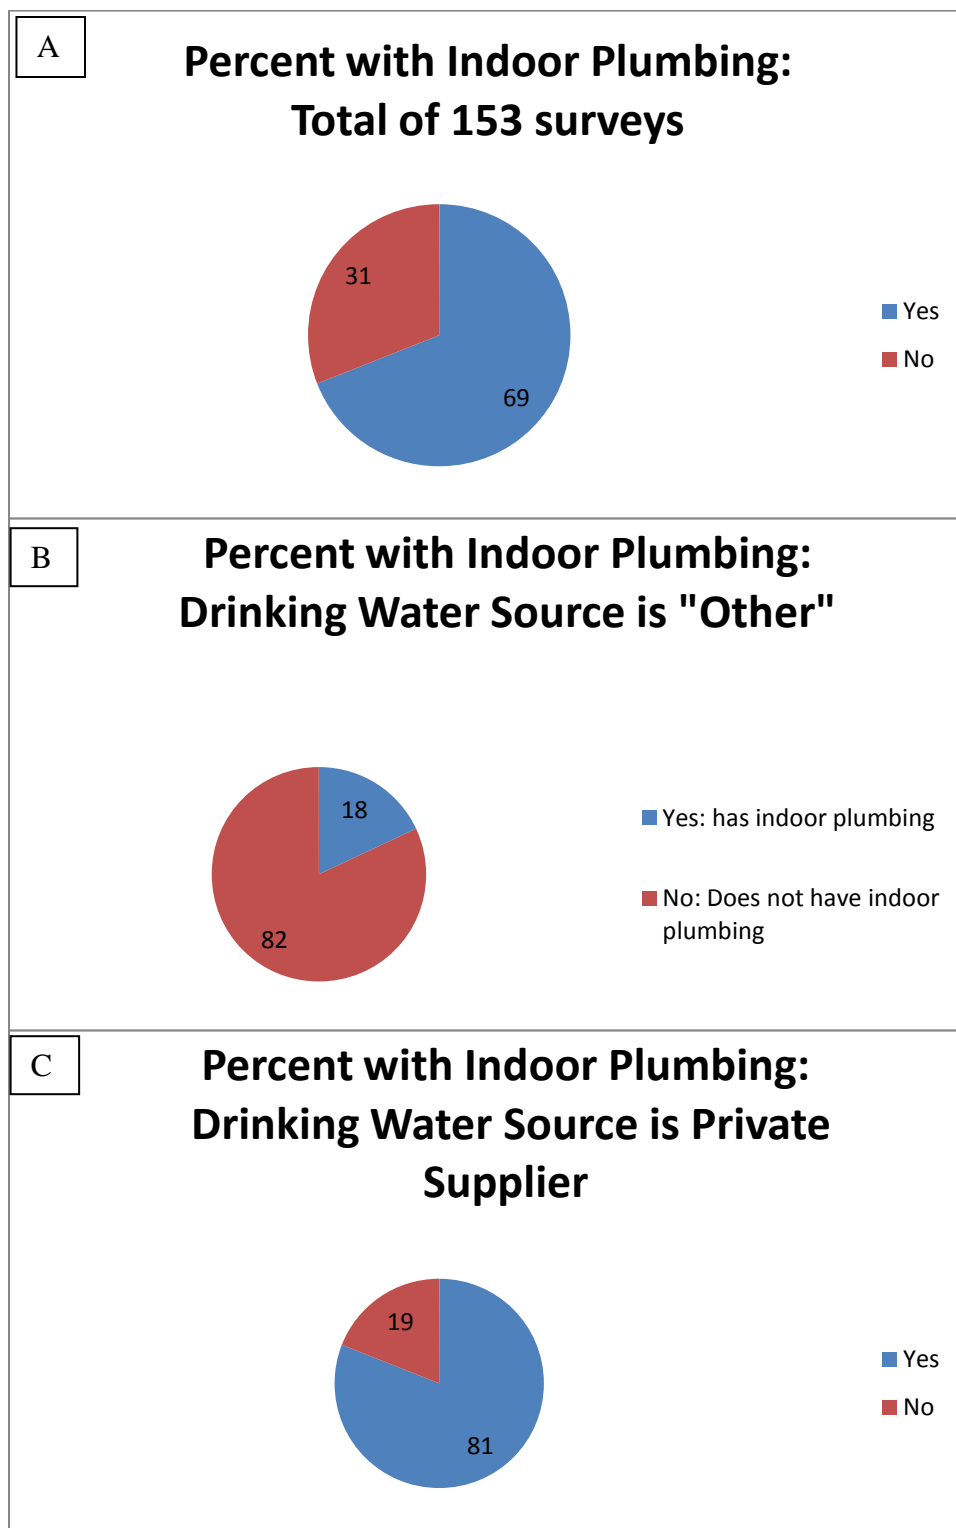 A
Percent with Indoor Plumbing:
Total of 153 surveys
31
69
Yes
No
B
Percent with Indoor Plumbing:
Drinking Water Source is "Other"
18
82
Yes: has indoor plumbing
No: Does not have indoor
plumbing
C
Percent with Indoor Plumbing:
Drinking Water Source is Private
Supplier
19
81
Yes
No